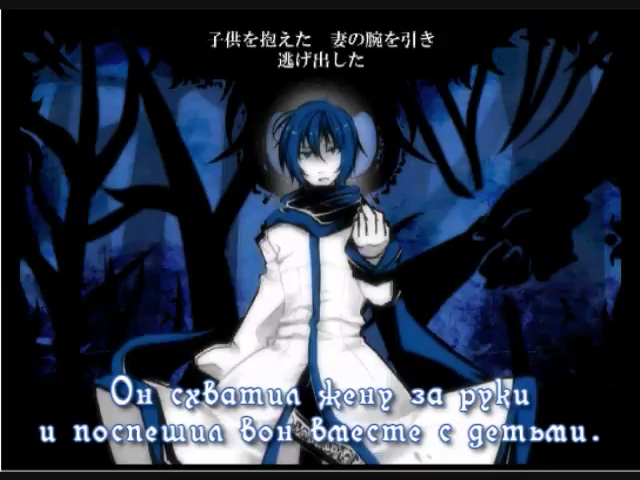 子供を抱えた　妻の腕を引き
逃げ出した
Он схватил жену за руки
и поспешил вон вместе с детьми.